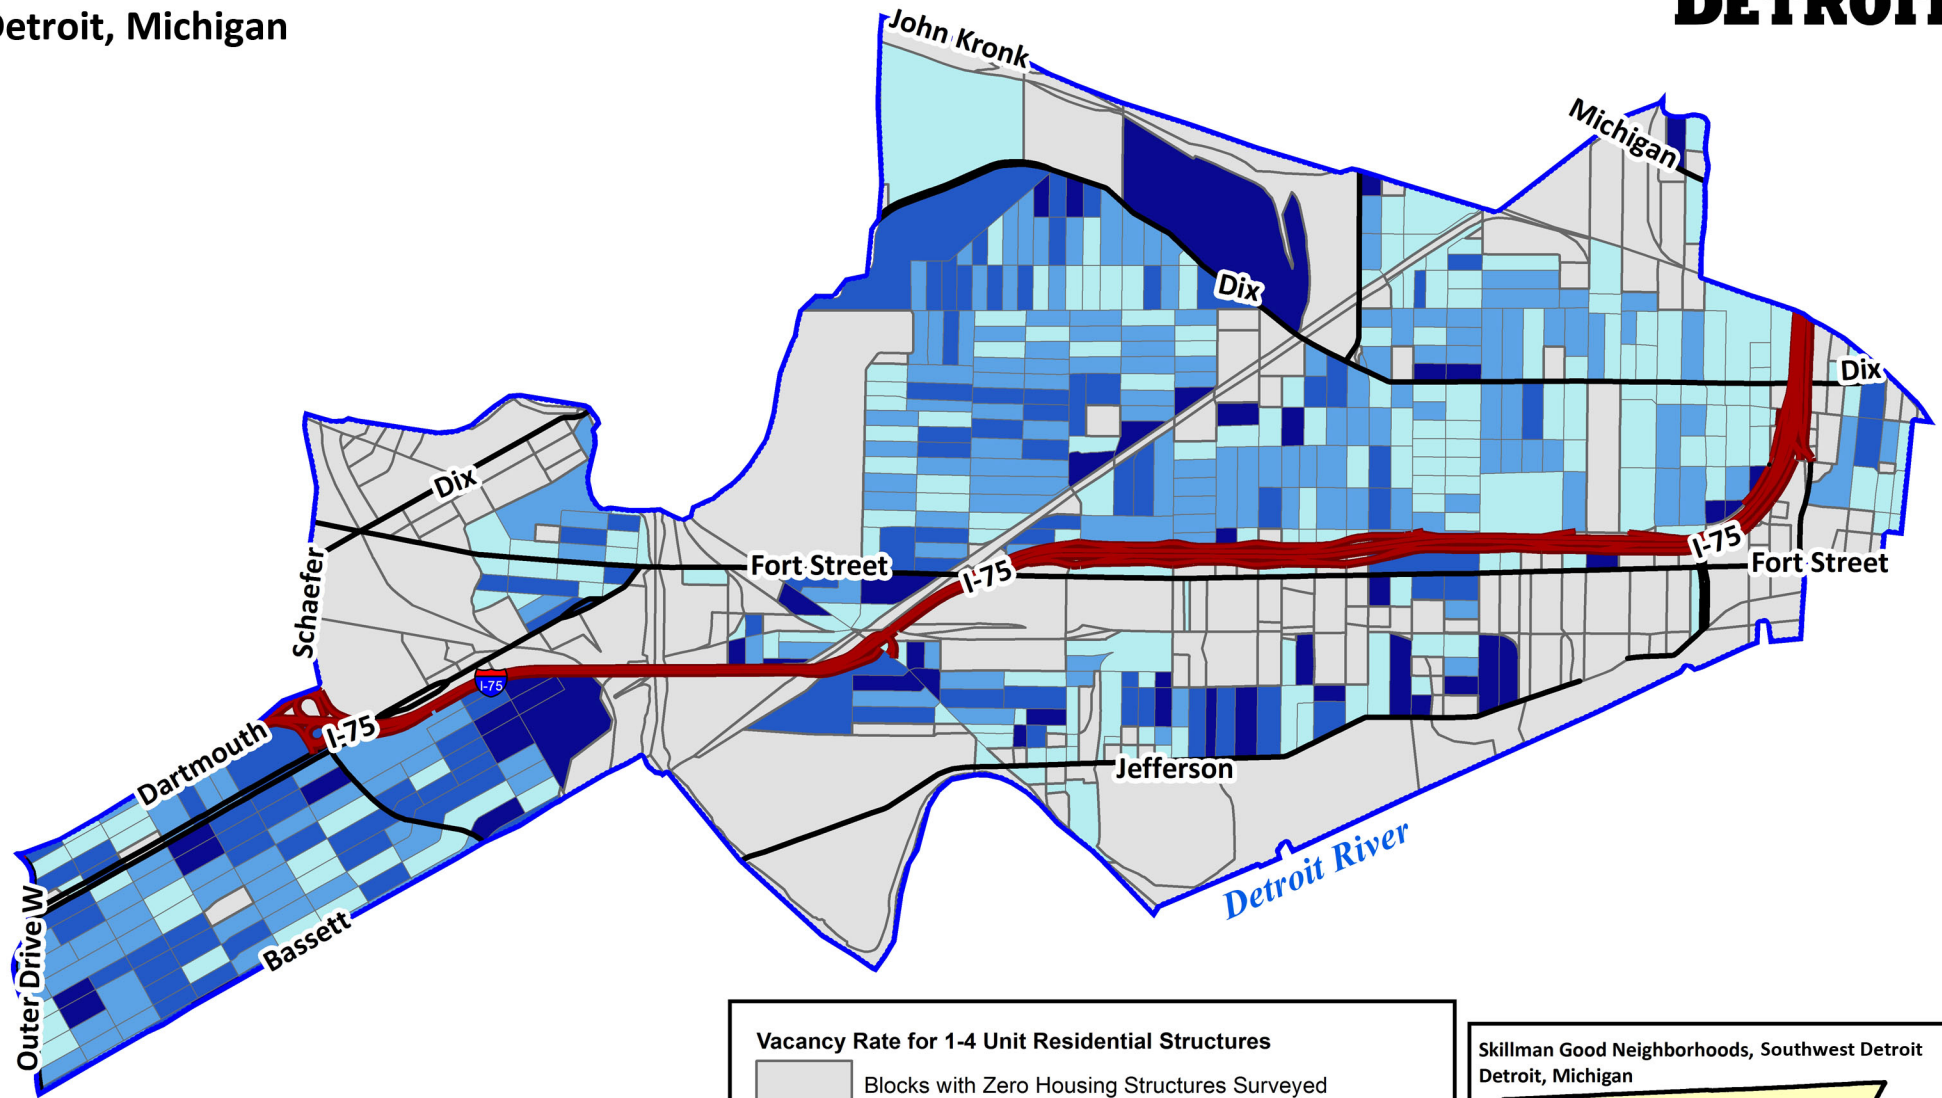 Detroit, Michigan
DETROIT
John Kronk
Michigan
Dix
Dix
Dix
Schaefer
Fort Street
I-75
I-75
Fort Street
I-75
I-75
Dartmouth
Jefferson
Detroit River
Outer Drive W
Bassett
Vacancy Rate for 1-4 Unit Residential Structures
Blocks with Zero Housing Structures Surveyed
Skillman Good Neighborhoods, Southwest Detroit
Detroit, Michigan